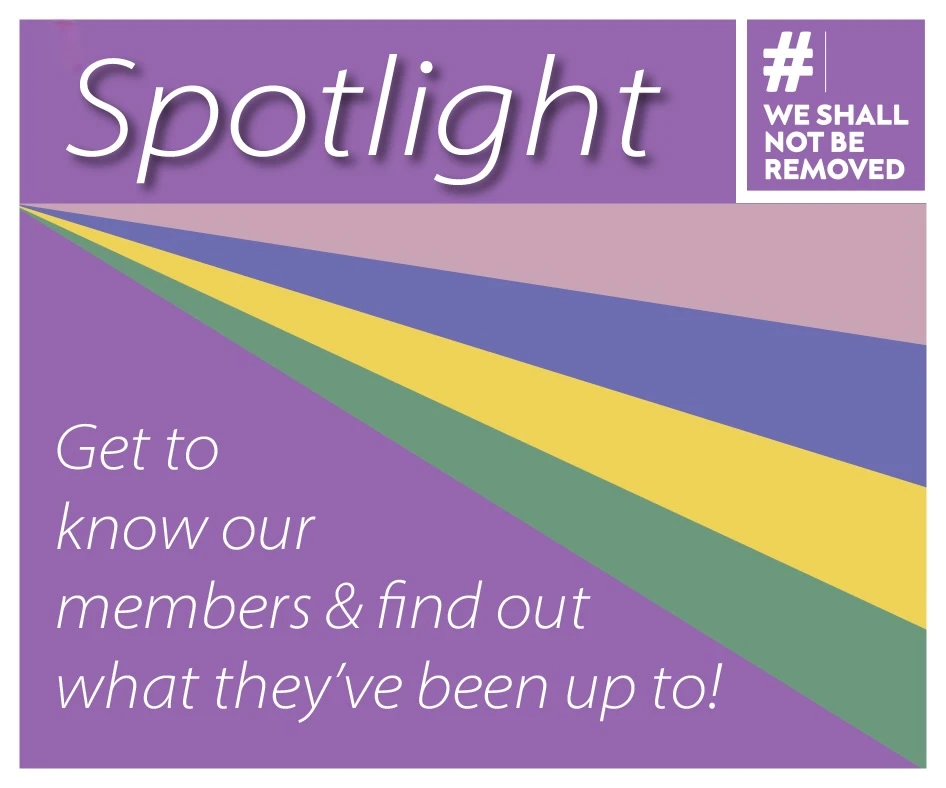 Spotlight
#
WE SHALL
NOT BE
REMOVED
Get to
know our
members & find out
what they've been up to!